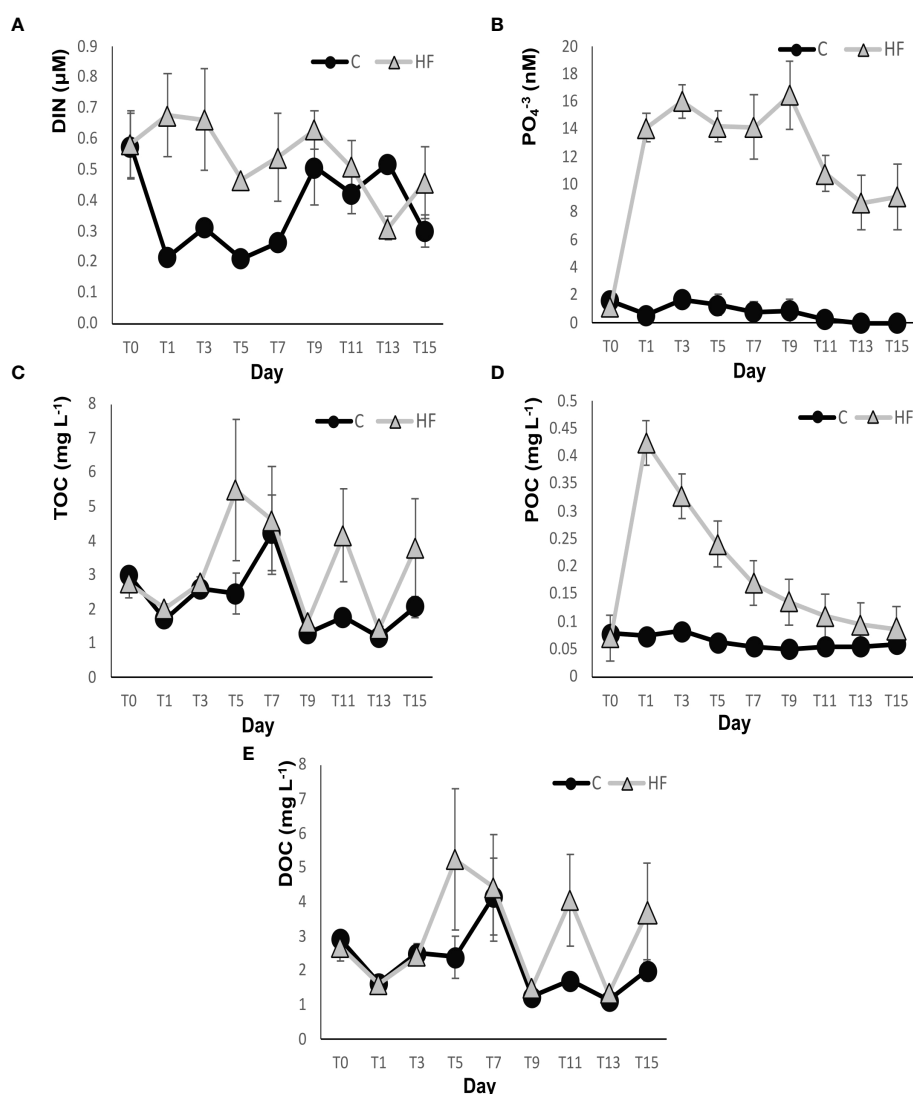 A
DIN (µM)
0.9
0.8
0.7
0.6
0.5
0.4
0.3
0.2
0.1
0.0
C HF
T0 T1 T3 T5 T7 T9 T11 T13 T15
Day
B
PO₄⁻³ (nM)
20
18
16
14
12
10
8
6
4
2
0
C HF
T0 T1 T3 T5 T7 T9 T11 T13 T15
Day
C
TOC (mg L⁻¹)
8
7
6
5
4
3
2
1
0
C HF
T0 T1 T3 T5 T7 T9 T11 T13 T15
Day
D
POC (mg L⁻¹)
0.5
0.45
0.4
0.35
0.3
0.25
0.2
0.15
0.1
0.05
0
C HF
T0 T1 T3 T5 T7 T9 T11 T13 T15
Day
E
DOC (mg L⁻¹)
8
7
6
5
4
3
2
1
0
C HF
T0 T1 T3 T5 T7 T9 T11 T13 T15
Day